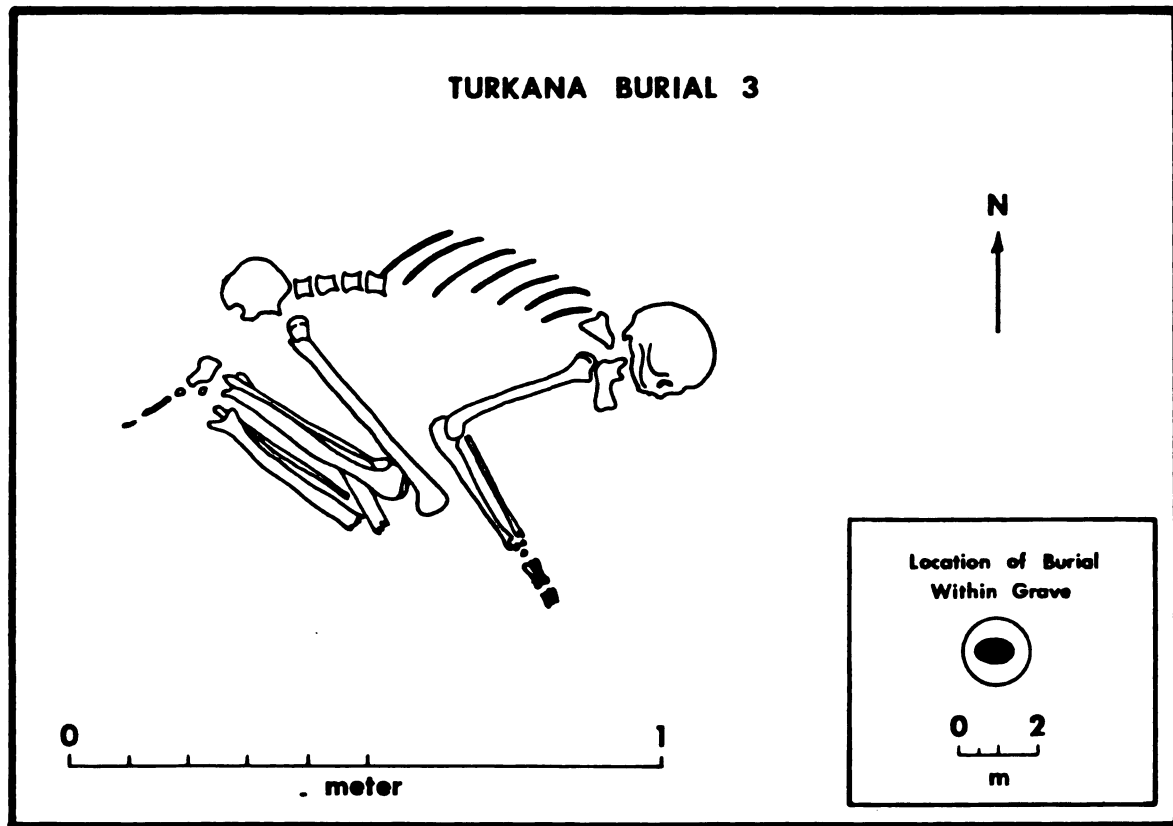 TURKANA BURIAL 3
N
Location of Burial
Within Grave
0 2
m
0 1
meter